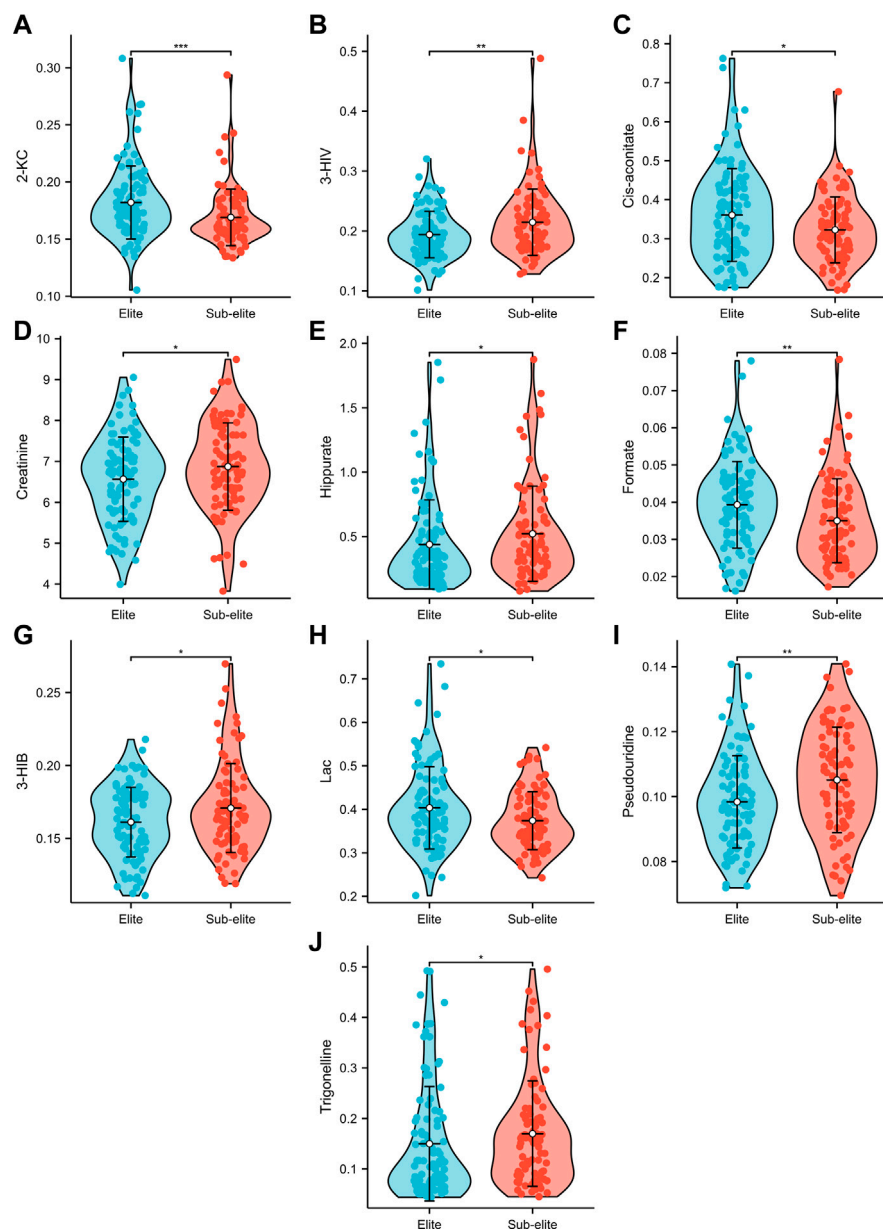 A
***
2-KC
0.30
0.25
0.20
0.15
0.10
Elite
Sub-elite
B
**
3-HIV
0.5
0.4
0.3
0.2
0.1
Elite
Sub-elite
C
*
Cis-aconitate
0.8
0.7
0.6
0.5
0.4
0.3
0.2
Elite
Sub-elite
D
*
Creatinine
10
9
8
7
6
5
4
Elite
Sub-elite
E
*
Hippurate
2.0
1.5
1.0
0.5
Elite
Sub-elite
F
**
Formate
0.08
0.07
0.06
0.05
0.04
0.03
0.02
Elite
Sub-elite
G
*
3-HIB
0.25
0.20
0.15
Elite
Sub-elite
H
*
Lac
0.8
0.7
0.6
0.5
0.4
0.3
0.2
Elite
Sub-elite
I
**
Pseudouridine
0.14
0.12
0.10
0.08
Elite
Sub-elite
J
*
Trigonelline
0.5
0.4
0.3
0.2
0.1
Elite
Sub-elite